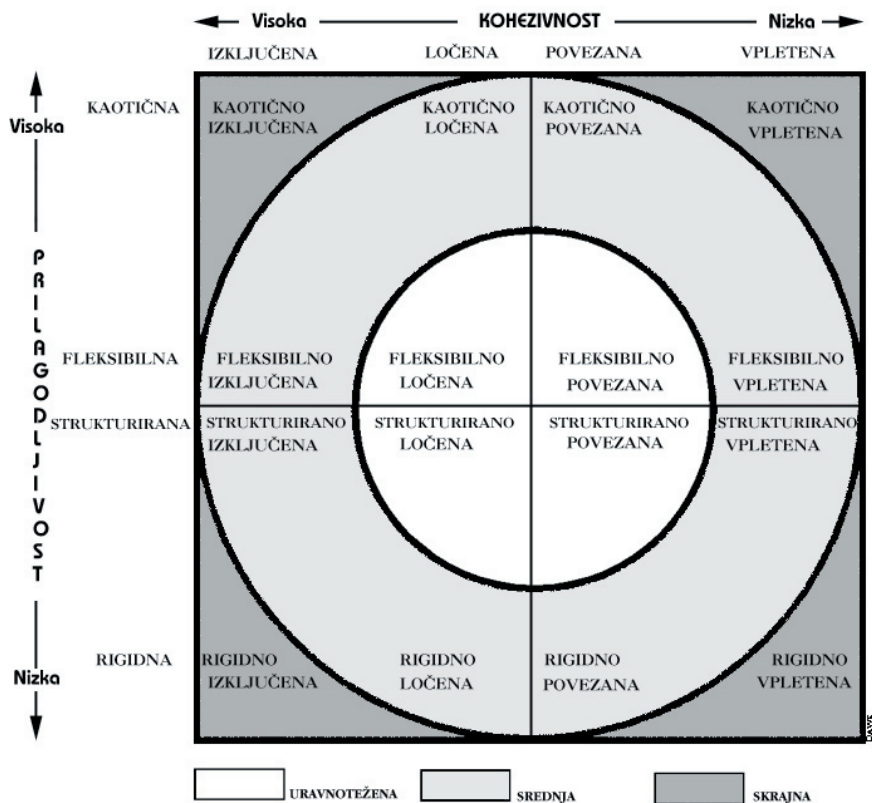 Visoka KOHEZIVNOST Nizka
IZKLJUČENA LOČENA POVEZANA VPLETENA
KAOTIČNA
Visoka
KAOTIČNO IZKLJUČENA
KAOTIČNO LOČENA
KAOTIČNO POVEZANA
KAOTIČNO VPLETENA
PRILAGODLJIVOST
FLEKSIBILNA
FLEKSIBILNO IZKLJUČENA
FLEKSIBILNO LOČENA
FLEKSIBILNO POVEZANA
FLEKSIBILNO VPLETENA
STRUKTURIRANA
STRUKTURIRANO IZKLJUČENA
STRUKTURIRANO LOČENA
STRUKTURIRANO POVEZANA
STRUKTURIRANO VPLETENA
RIGIDNA
Nizka
RIGIDNO IZKLJUČENA
RIGIDNO LOČENA
RIGIDNO POVEZANA
RIGIDNO VPLETENA
URAVNOTEŽENA SREDNJA SKRAJNA